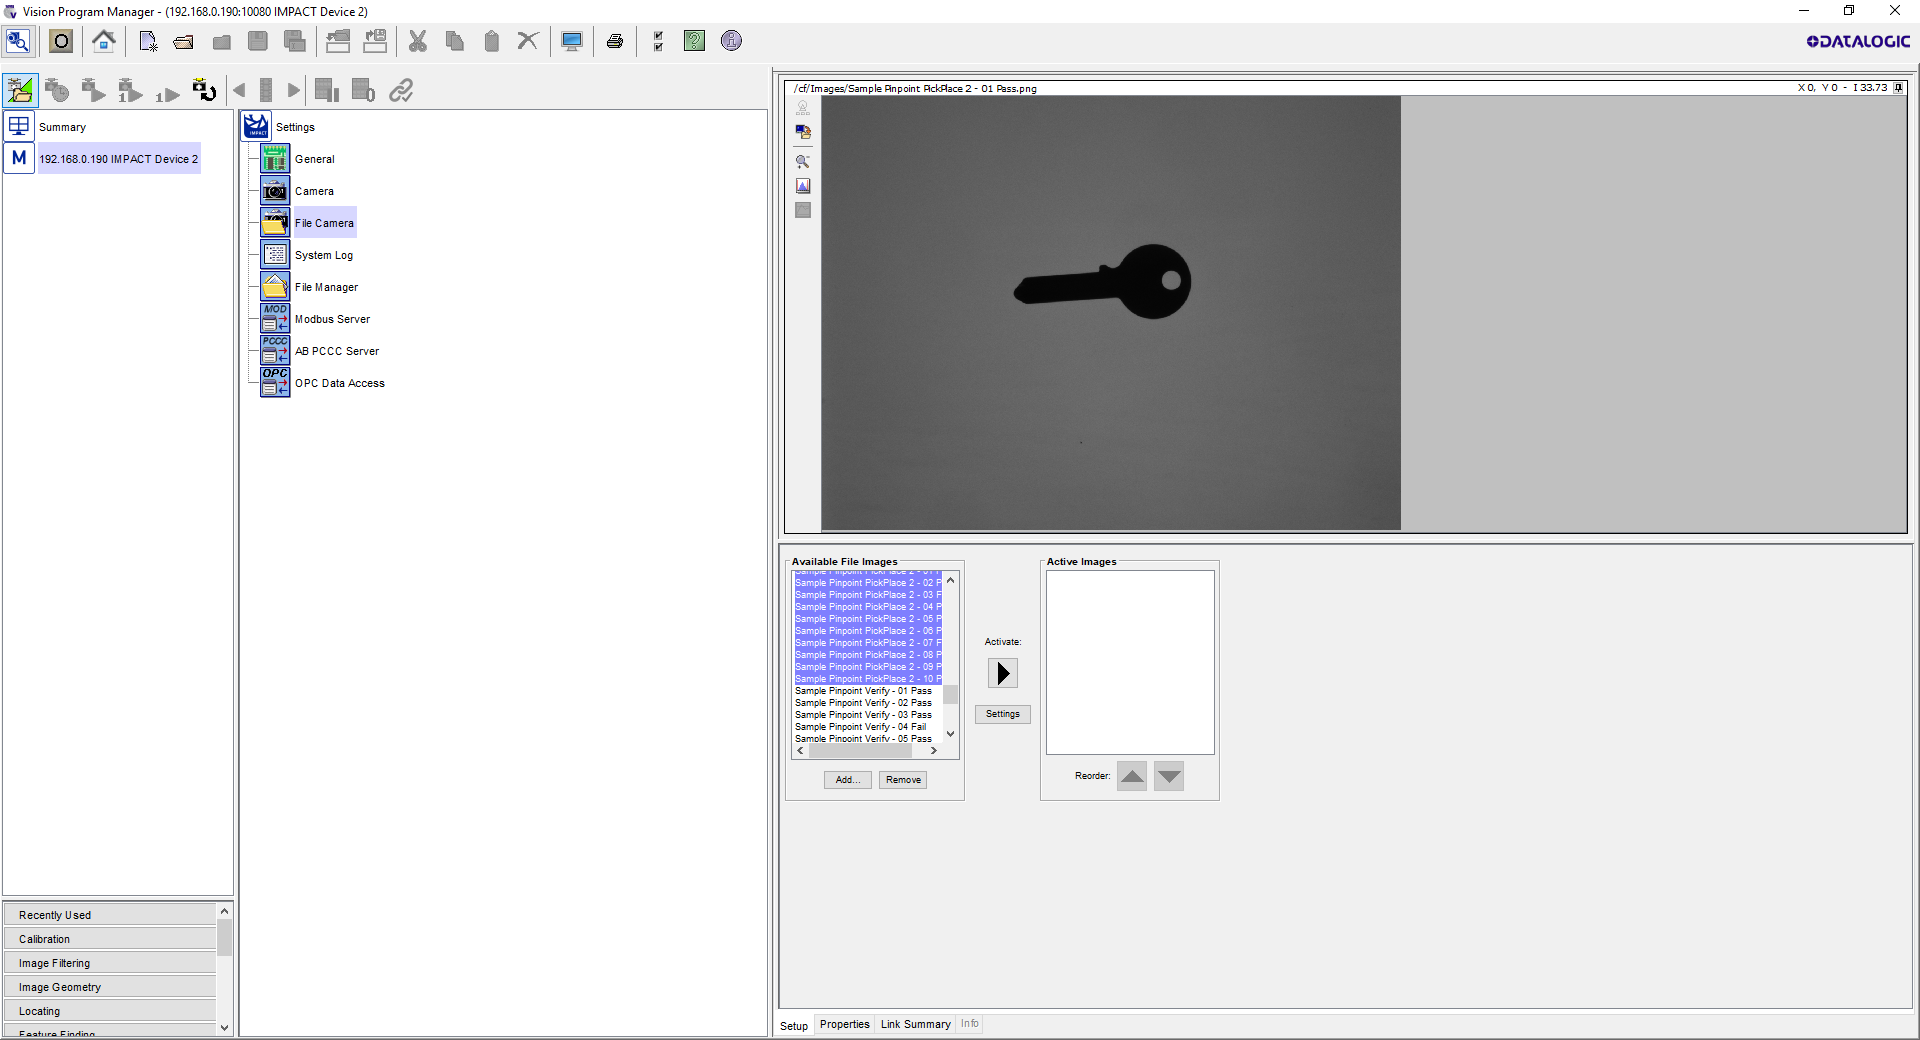 Vision Program Manager - (192.168.0.190:10080 IMPACT Device 2)
DATALOGIC
Summary
M
192.168.0.190 IMPACT Device 2
Recently Used
Calibration
Image Filtering
Image Geometry
Locating
Feature Finding
IMPACT
Settings
General
Camera
File Camera
System Log
File Manager
MOD
Modbus Server
PCCC
AB PCCC Server
OPC
OPC Data Access
/cf/Images/Sample Pinpoint PickPlace 2 - 01 Pass.png
X 0, Y 0 - I 33.73
Available File Images
Sample Pinpoint PickPlace 2 - 01
Sample Pinpoint PickPlace 2 - 02 P
Sample Pinpoint PickPlace 2 - 03 F
Sample Pinpoint PickPlace 2 - 04 P
Sample Pinpoint PickPlace 2 - 05 P
Sample Pinpoint PickPlace 2 - 06 P
Sample Pinpoint PickPlace 2 - 07 F
Sample Pinpoint PickPlace 2 - 08 P
Sample Pinpoint PickPlace 2 - 09 P
Sample Pinpoint PickPlace 2 - 10 P
Sample Pinpoint Verify - 01 Pass
Sample Pinpoint Verify - 02 Pass
Sample Pinpoint Verify - 03 Pass
Sample Pinpoint Verify - 04 Fail
Sample Pinpoint Verify - 05 Pass
Add...
Remove
Activate:
Settings
Active Images
Reorder:
Setup
Properties
Link Summary
Info